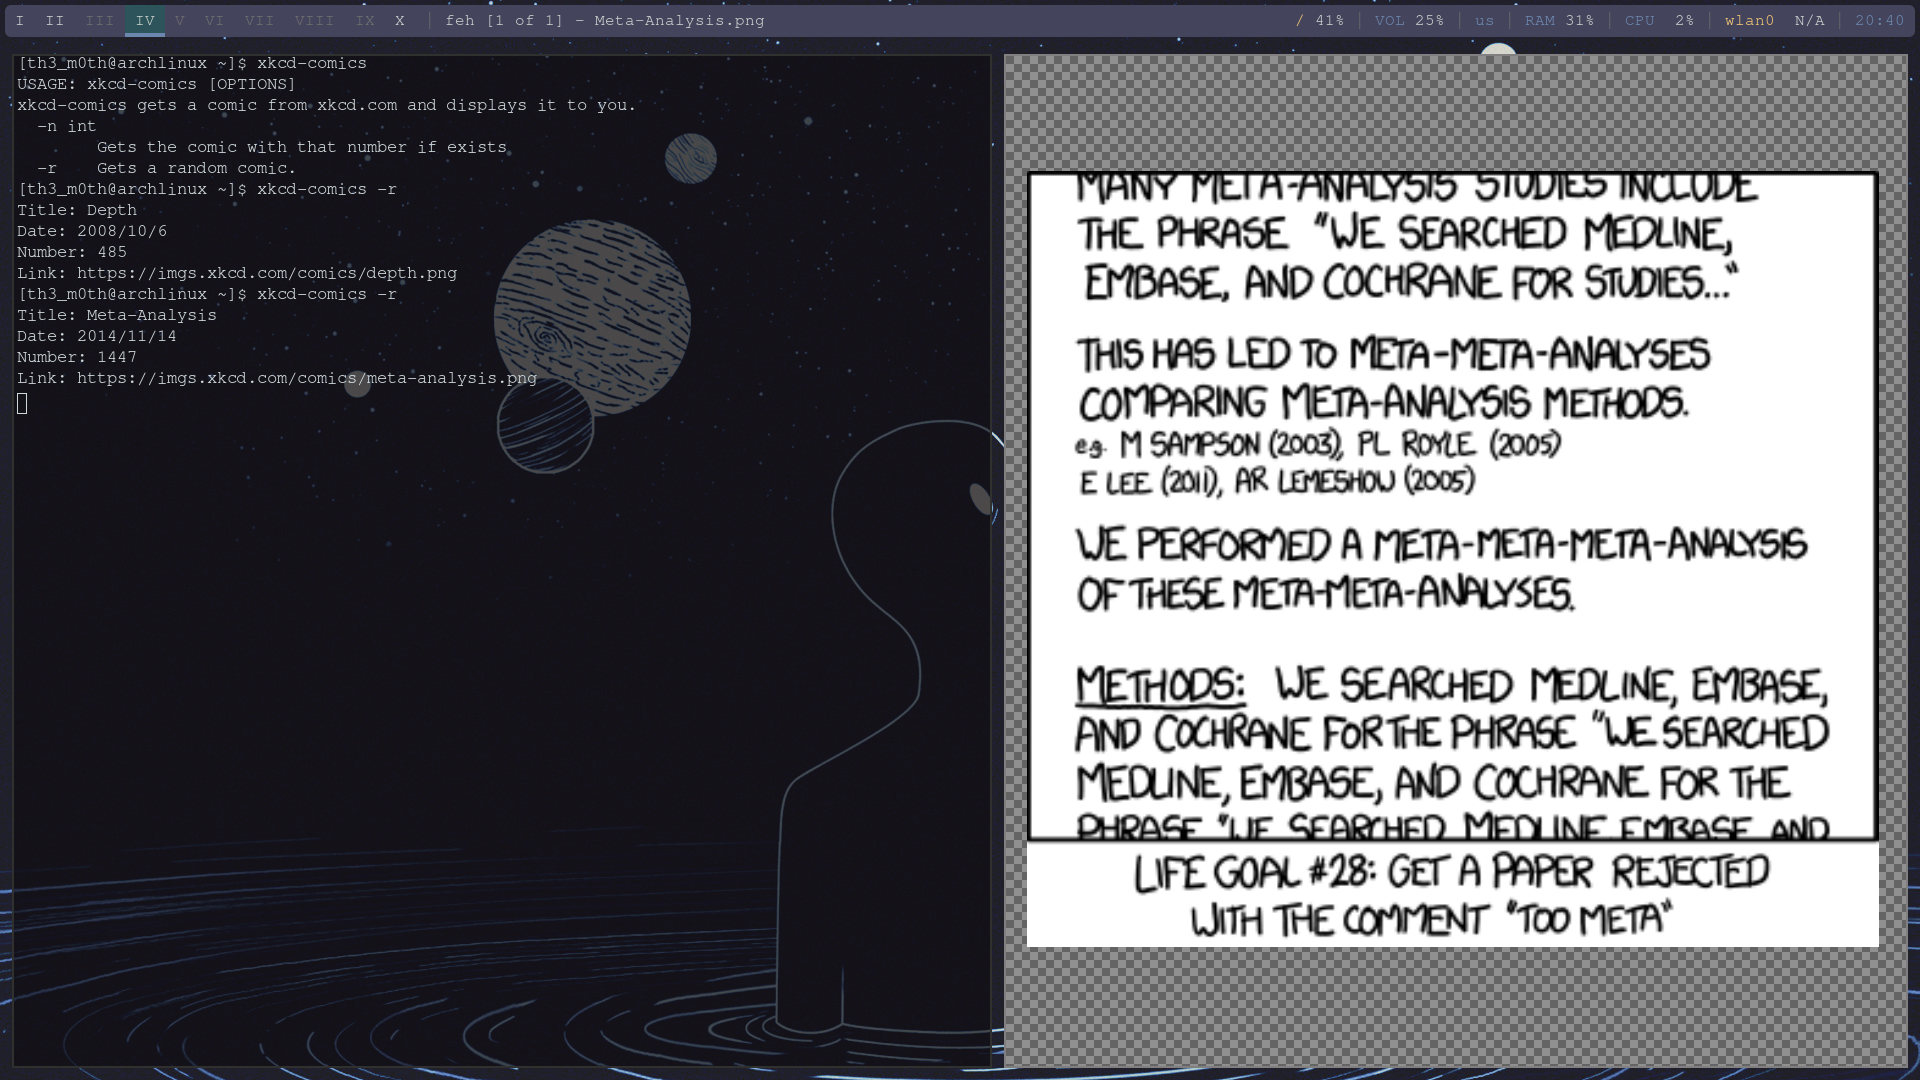 I II III IV V VI VII VIII IX X | feh [1 of 1] - Meta-Analysis.png / 41% | VOL 25% | us | RAM 31% | CPU 2% | wlan0 N/A | 20:40
[th3_m0th@archlinux ~]$ xkcd-comics
USAGE: xkcd-comics [OPTIONS]
xkcd-comics gets a comic from xkcd.com and displays it to you.
-n int
Gets the comic with that number if exists
-r Gets a random comic.
[th3_m0th@archlinux ~]$ xkcd-comics -r
Title: Depth
Date: 2008/10/6
Number: 485
Link: https://imgs.xkcd.com/comics/depth.png
[th3_m0th@archlinux ~]$ xkcd-comics -r
Title: Meta-Analysis
Date: 2014/11/14
Number: 1447
Link: https://imgs.xkcd.com/comics/meta-analysis.png
MANY META-ANALYSIS STUDIES INCLUDE
THE PHRASE "WE SEARCHED MEDLINE,
EMBASE, AND COCHRANE FOR STUDIES..."
THIS HAS LED TO META-META-ANALYSES
COMPARING META-ANALYSIS METHODS.
e.g. M SAMPSON (2003), PL ROYLE (2005)
E LEE (2011), AR LEMESHOW (2005)
WE PERFORMED A META-META-META-ANALYSIS
OF THESE META-META-ANALYSES.
METHODS: WE SEARCHED MEDLINE, EMBASE,
AND COCHRANE FOR THE PHRASE "WE SEARCHED
MEDLINE, EMBASE, AND COCHRANE FOR THE
PHRASE "WE SEARCHED MEDLINE EMBASE AND
LIFE GOAL #28: GET A PAPER REJECTED
WITH THE COMMENT "TOO META"